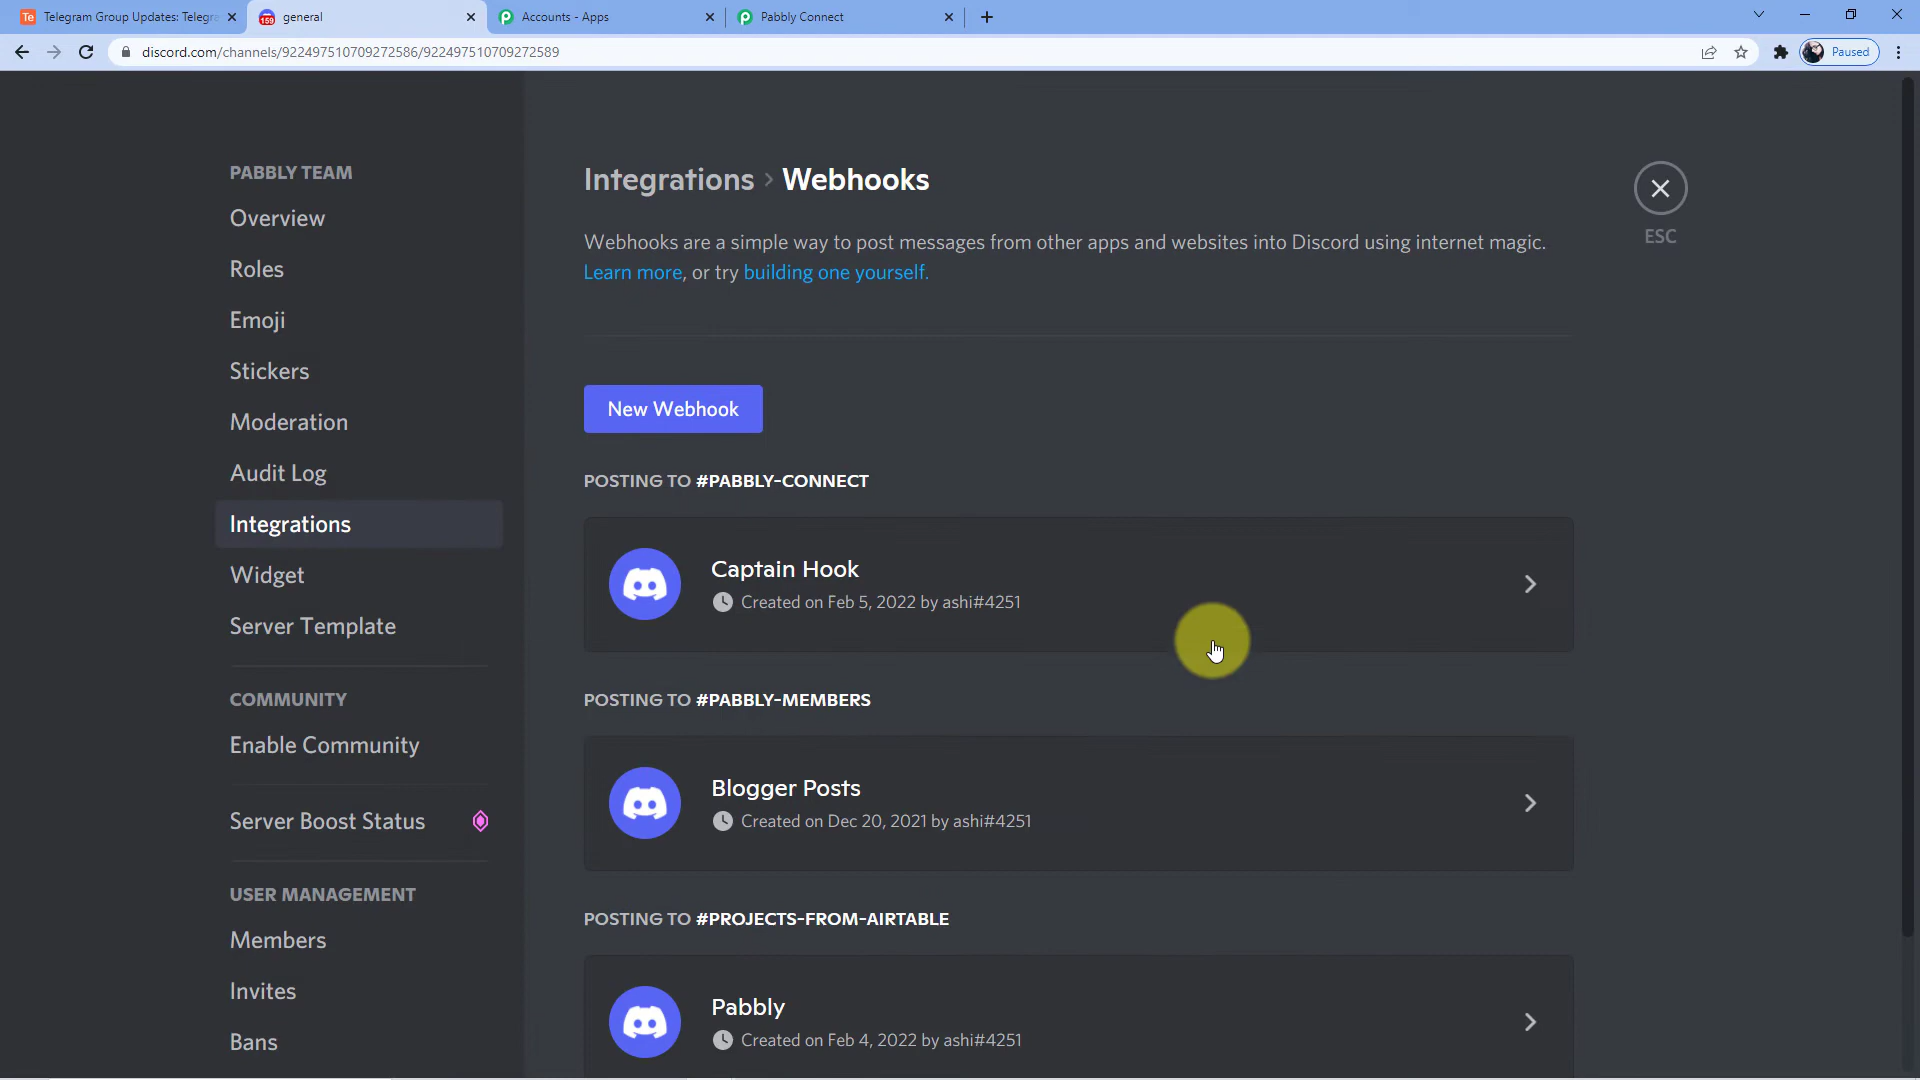 Te Telegram Group Updates: Telegra
159 general
Accounts - Apps
Pabbly Connect
discord.com/channels/922497510709272586/922497510709272589
Paused
PABBLY TEAM
Overview
Roles
Emoji
Stickers
Moderation
Audit Log
Integrations
Widget
Server Template
COMMUNITY
Enable Community
Server Boost Status
USER MANAGEMENT
Members
Invites
Bans
Integrations > Webhooks
ESC
Webhooks are a simple way to post messages from other apps and websites into Discord using internet magic.
Learn more, or try building one yourself.
New Webhook
POSTING TO #PABBLY-CONNECT
Captain Hook
Created on Feb 5, 2022 by ashi#4251
POSTING TO #PABBLY-MEMBERS
Blogger Posts
Created on Dec 20, 2021 by ashi#4251
POSTING TO #PROJECTS-FROM-AIRTABLE
Pabbly
Created on Feb 4, 2022 by ashi#4251